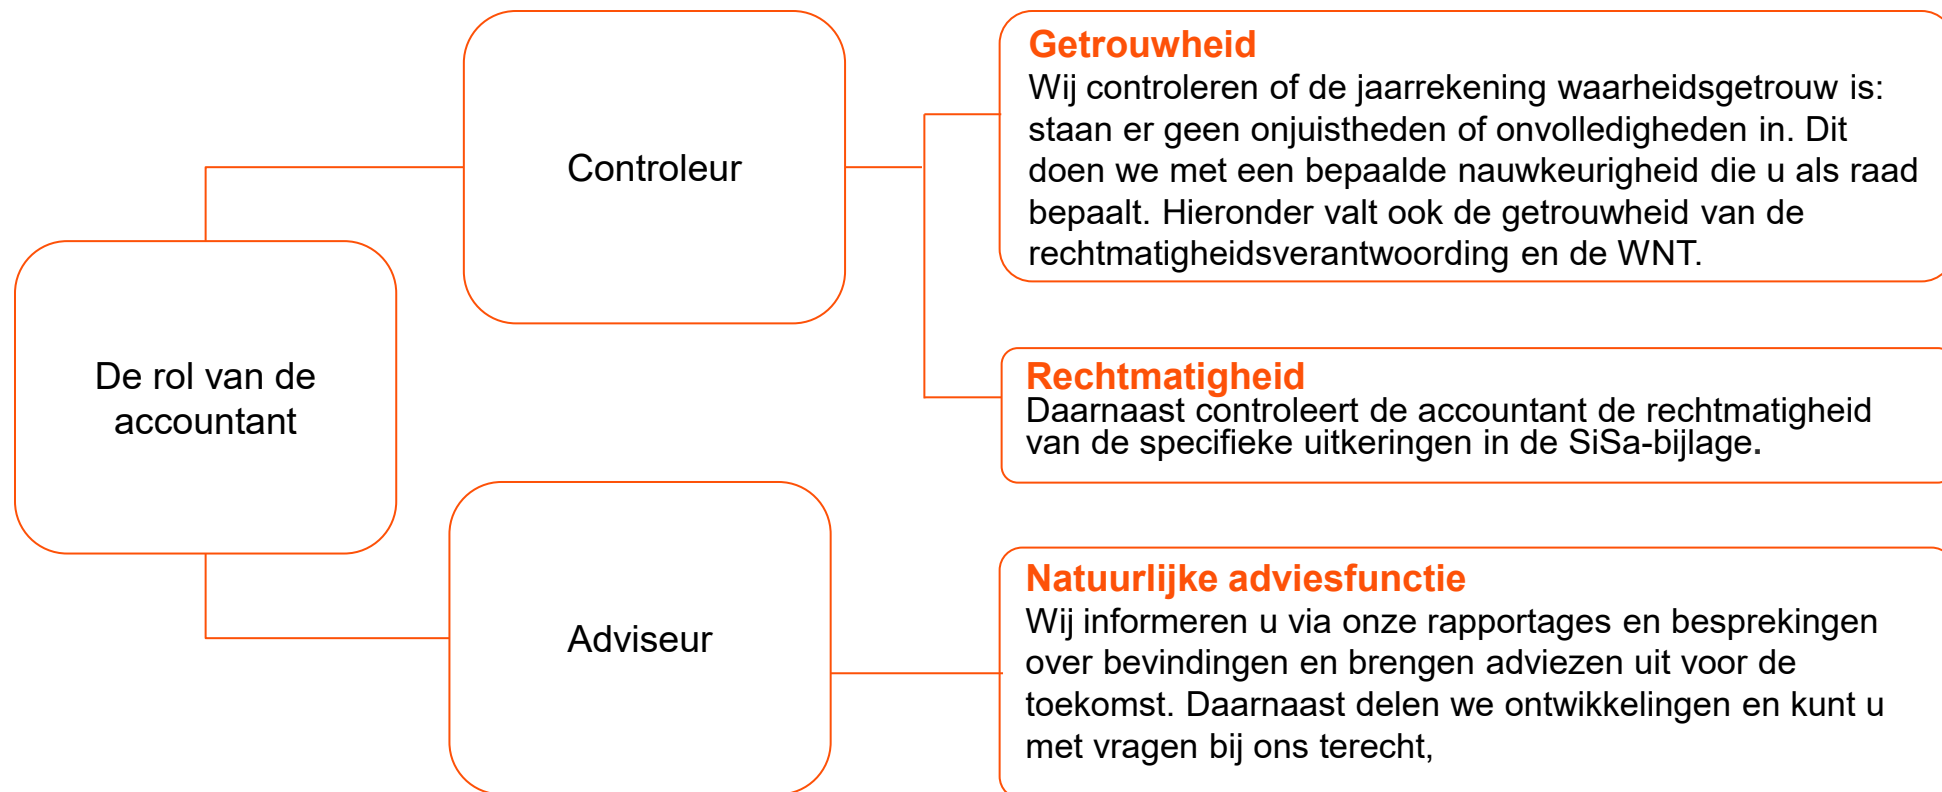 De rol van de
accountant
Controleur
Getrouwheid
Wij controleren of de jaarrekening waarheidsgetrouw is:
staan er geen onjuistheden of onvolledigheden in. Dit
doen we met een bepaalde nauwkeurigheid die u als raad
bepaalt. Hieronder valt ook de getrouwheid van de
rechtmatigheidsverantwoording en de WNT.
Rechtmatigheid
Daarnaast controleert de accountant de rechtmatigheid
van de specifieke uitkeringen in de SiSa-bijlage.
Adviseur
Natuurlijke adviesfunctie
Wij informeren u via onze rapportages en besprekingen
over bevindingen en brengen adviezen uit voor de
toekomst. Daarnaast delen we ontwikkelingen en kunt u
met vragen bij ons terecht,